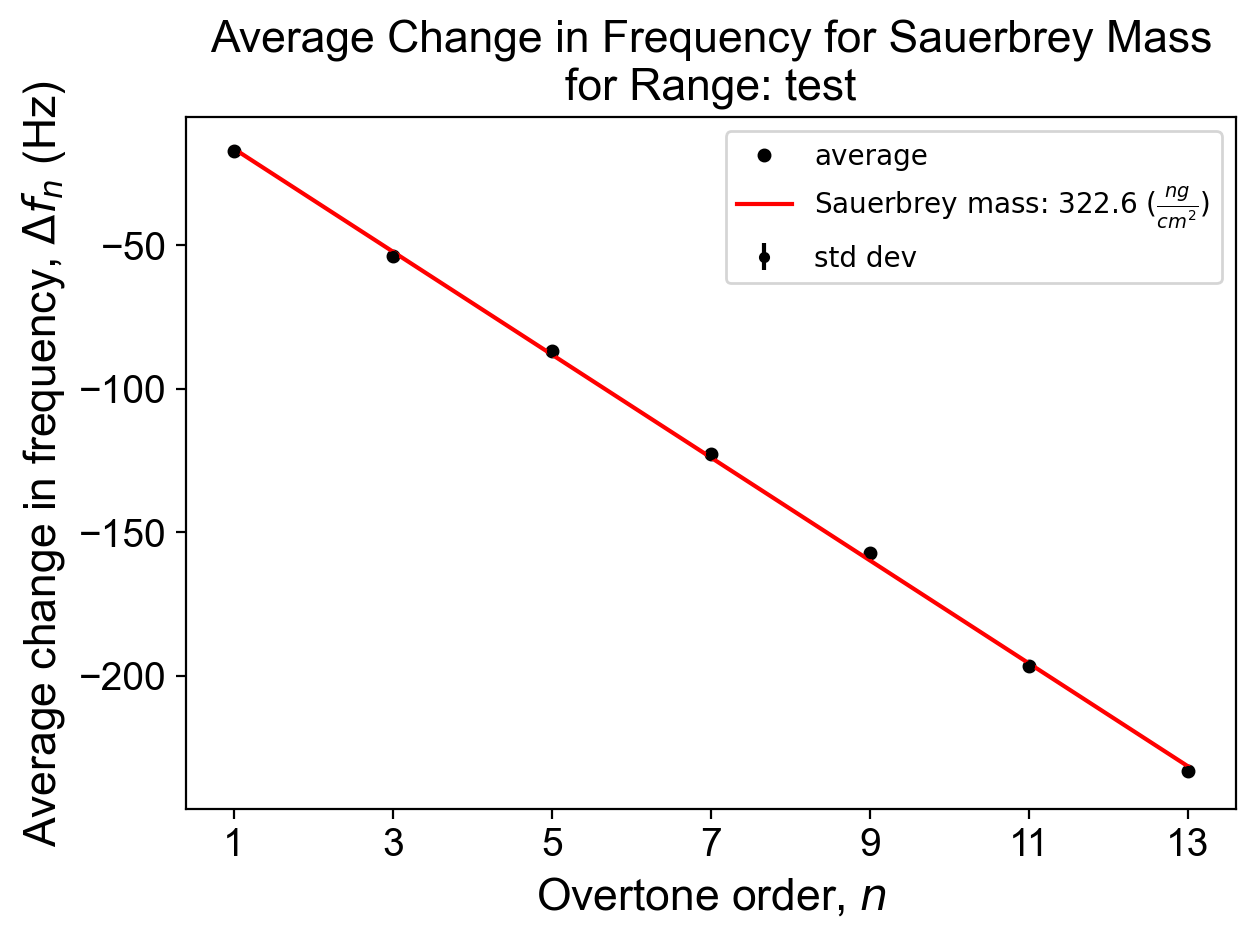 Average Change in Frequency for Sauerbrey Mass
for Range: test
Average change in frequency, Δfₙ (Hz)
−50
−100
−150
−200
average
Sauerbrey mass: 322.6 (ng/cm²)
std dev
1 3 5 7 9 11 13
Overtone order, n